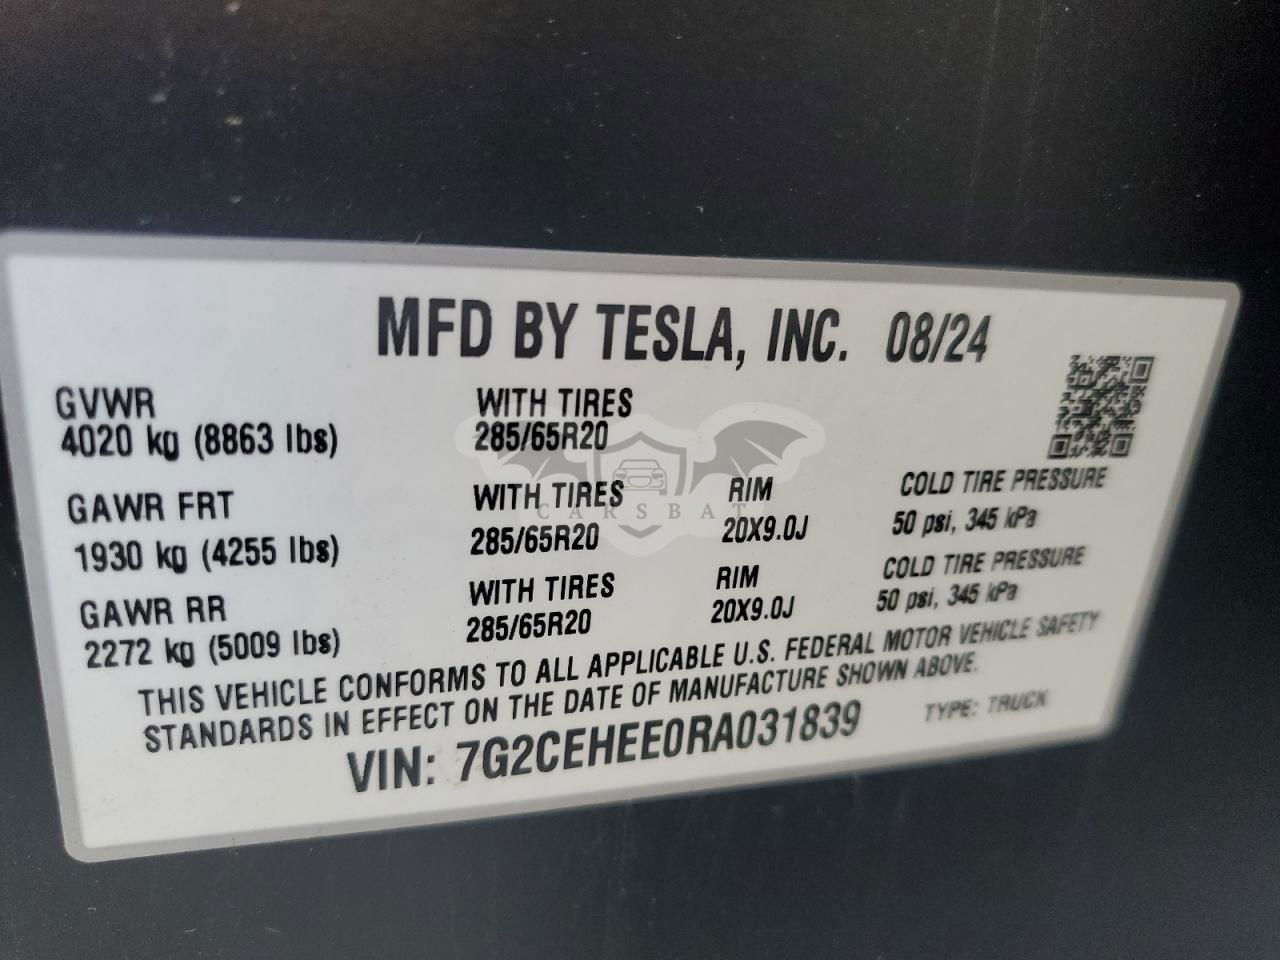 MFD BY TESLA, INC. 08/24
GVWR
4020 kg (8863 lbs)
WITH TIRES
285/65R20
GAWR FRT
1930 kg (4255 lbs)
WITH TIRES
285/65R20
RIM
20X9.0J
COLD TIRE PRESSURE
50 psi, 345 kPa
GAWR RR
2272 kg (5009 lbs)
WITH TIRES
285/65R20
RIM
20X9.0J
COLD TIRE PRESSURE
50 psi, 345 kPa
THIS VEHICLE CONFORMS TO ALL APPLICABLE U.S. FEDERAL MOTOR VEHICLE SAFETY
STANDARDS IN EFFECT ON THE DATE OF MANUFACTURE SHOWN ABOVE.
VIN: 7G2CEHEE0RA031839
TYPE: TRUCK
CARSBAT